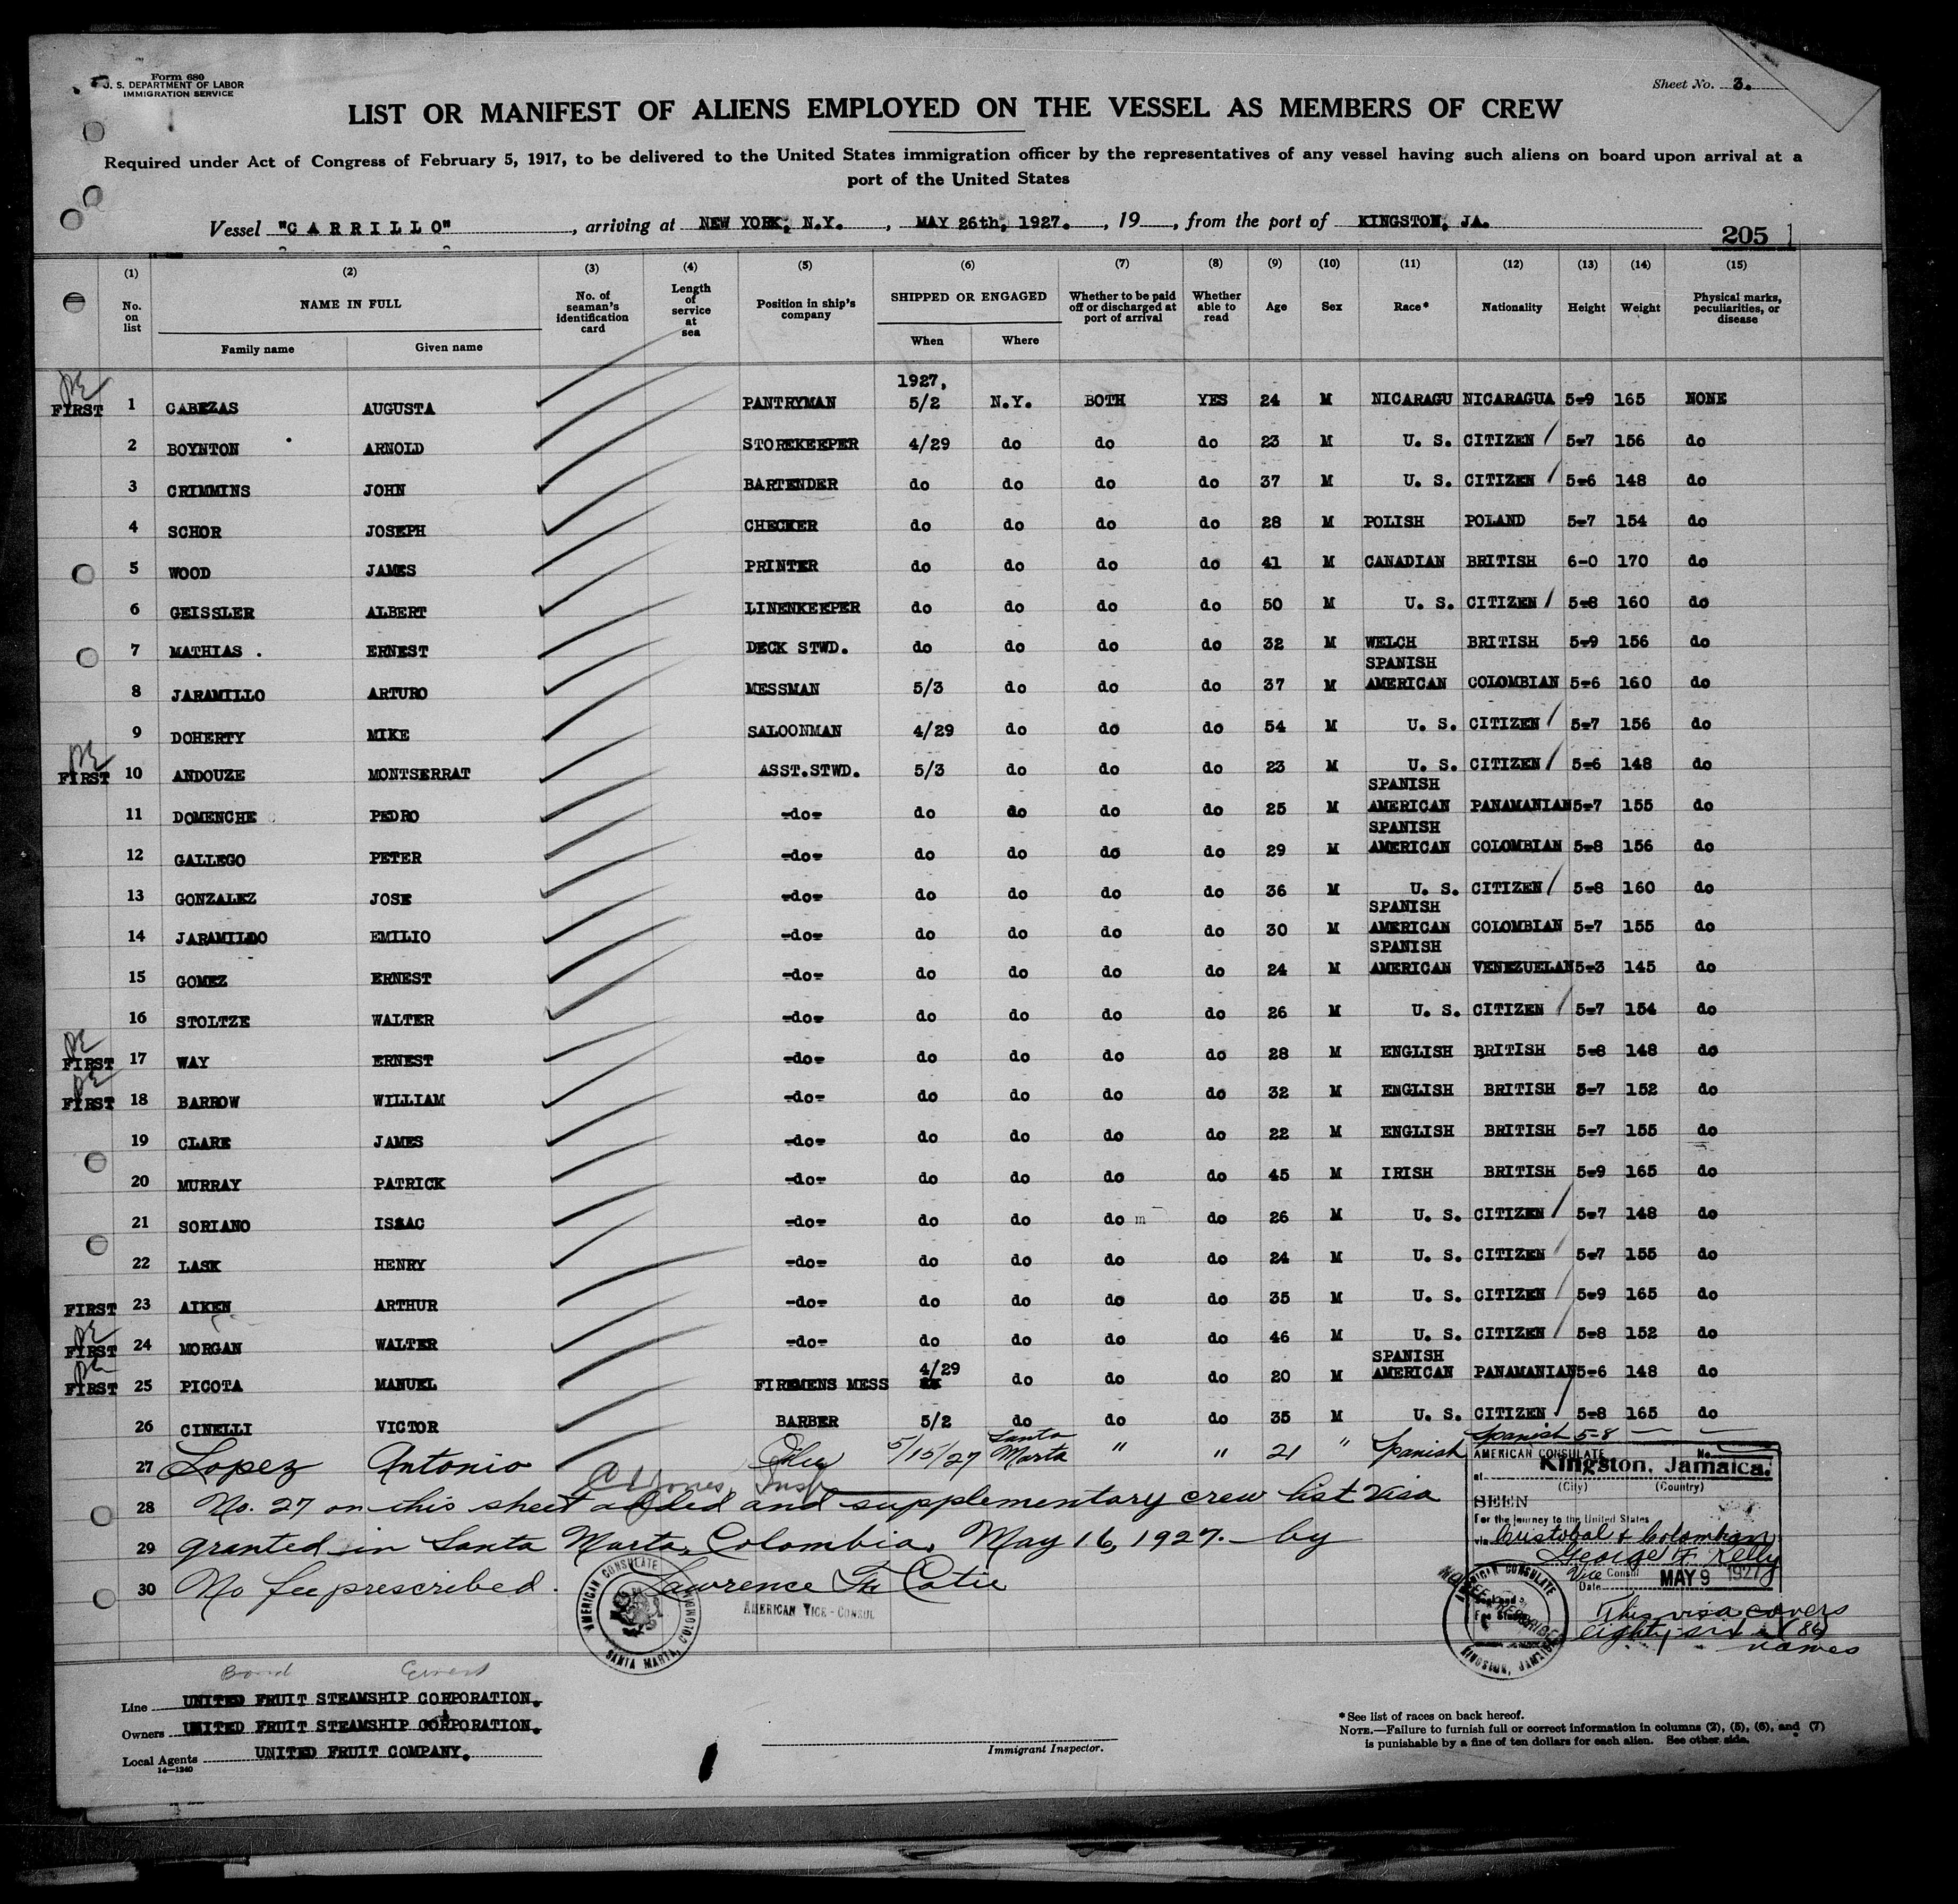 Form 680
U. S. DEPARTMENT OF LABOR
IMMIGRATION SERVICE
Sheet No. 3.
LIST OR MANIFEST OF ALIENS EMPLOYED ON THE VESSEL AS MEMBERS OF CREW
Required under Act of Congress of February 5, 1917, to be delivered to the United States immigration officer by the representatives of any vessel having such aliens on board upon arrival at a
port of the United States
Vessel "CARRILLO", arriving at NEW YORK, N.Y., MAY 26th, 1927., 19, from the port of KINGSTON, JA.
205
(1) (2) (3) (4) (5) (6) (7) (8) (9) (10) (11) (12) (13) (14) (15)
No. on list NAME IN FULL Family name Given name No. of seaman's identification card Length of service at sea Position in ship's company SHIPPED OR ENGAGED When Where Whether to be paid off or discharged at port of arrival Whether able to read Age Sex Race* Nationality Height Weight Physical marks, peculiarities, or disease
1927,
FIRST 1 CABEZAS AUGUSTA PANTRYMAN 5/2 N.Y. BOTH YES 24 M NICARAGU NICARAGUA 5-9 165 NONE
2 BOYNTON ARNOLD STOREKEEPER 4/29 do do do 23 M U. S. CITIZEN 5-7 156 do
3 CRIMMINS JOHN BARTENDER do do do do 37 M U. S. CITIZEN 5-6 148 do
4 SCHOR JOSEPH CHECKER do do do do 28 M POLISH POLAND 5-7 154 do
5 WOOD JAMES PRINTER do do do do 41 M CANADIAN BRITISH 6-0 170 do
6 GEISSLER ALBERT LINENKEEPER do do do do 50 M U. S. CITIZEN 5-8 160 do
7 MATHIAS . ERNEST DECK STWD. do do do do 32 M WELCH BRITISH 5-9 156 do
8 JARAMILLO ARTURO MESSMAN 5/3 do do do 37 M SPANISH AMERICAN COLOMBIAN 5-6 160 do
9 DOHERTY MIKE SALOONMAN 4/29 do do do 54 M U. S. CITIZEN 5-7 156 do
FIRST 10 ANDOUZE MONTSERRAT ASST.STWD. 5/3 do do do 23 M U. S. CITIZEN 5-6 148 do
11 DOMENCHE PEDRO -do- do do do do 25 M SPANISH AMERICAN PANAMANIAN 5-7 155 do
12 GALLEGO PETER -do- do do do do 29 M SPANISH AMERICAN COLOMBIAN 5-8 156 do
13 GONZALEZ JOSE -do- do do do do 36 M U. S. CITIZEN 5-8 160 do
14 JARAMILDO EMILIO -do- do do do do 30 M SPANISH AMERICAN COLOMBIAN 5-7 155 do
15 GOMEZ ERNEST -do- do do do do 24 M SPANISH AMERICAN VENEZUELAN 5-3 145 do
16 STOLTZE WALTER -do- do do do do 26 M U. S. CITIZEN 5-7 154 do
FIRST 17 WAY ERNEST -do- do do do do 28 M ENGLISH BRITISH 5-8 148 do
FIRST 18 BARROW WILLIAM -do- do do do do 32 M ENGLISH BRITISH 5-7 152 do
19 CLARE JAMES -do- do do do do 22 M ENGLISH BRITISH 5-7 155 do
20 MURRAY PATRICK -do- do do do do 45 M IRISH BRITISH 5-9 165 do
21 SORIANO ISAAC -do- do do do m do 26 M U. S. CITIZEN 5-7 148 do
22 LASK HENRY -do- do do do do 24 M U. S. CITIZEN 5-7 155 do
FIRST 23 AIKEN ARTHUR -do- do do do do 35 M U. S. CITIZEN 5-9 165 do
FIRST 24 MORGAN WALTER -do- do do do do 46 M U. S. CITIZEN 5-8 152 do
FIRST 25 PICOTA MANUEL FIREMENS MESS 4/29 do do do 20 M SPANISH AMERICAN PANAMANIAN 5-6 148 do
26 CINELLI VICTOR BARBER 5/2 do do do 35 M U. S. CITIZEN 5-8 165 do
27 Lopez Antonio Oiler 5/15/27 Santa Marta " " 21 " Spanish Spanish 5-8 — —
28 No. 27 on this sheet added and supplementary crew list visa
29 granted in Santa Marta, Colombia, May 16, 1927. — by
30 No fee prescribed. Lawrence F. Cotie
AMERICAN VICE-CONSUL
AMERICAN CONSULATE SANTA MARTA, COLOMBIA
AMERICAN CONSULATE No.
at Kingston, Jamaica.
(City) (Country)
SEEN
For the journey to the United States
via Cristobal & Colombian
George F. Kelly
Vice Consul
Date MAY 9 1927
AMERICAN CONSULATE KINGSTON, JAMAICA
NO FEE PRESCRIBED
This visa covers
eighty six (86)
names
Line UNITED FRUIT STEAMSHIP CORPORATION.
Owners UNITED FRUIT STEAMSHIP CORPORATION.
Local Agents UNITED FRUIT COMPANY.
14—1240
Immigrant Inspector.
*See list of races on back hereof.
NOTE.—Failure to furnish full or correct information in columns (2), (5), (6), and (7)
is punishable by a fine of ten dollars for each alien. See other side.